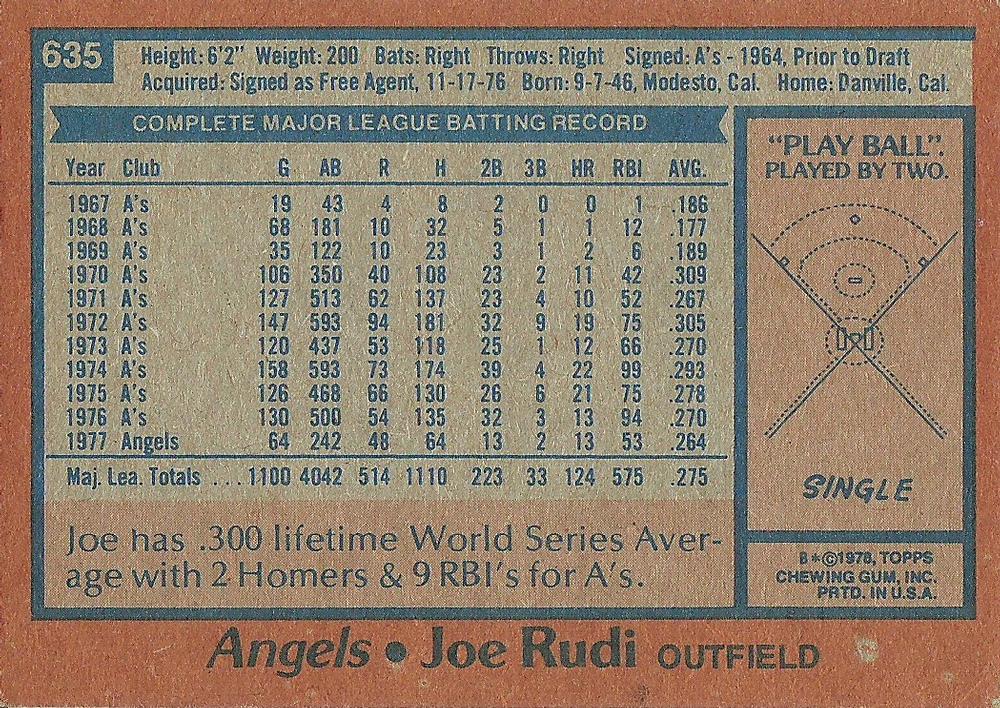 635
Height: 6'2" Weight: 200 Bats: Right Throws: Right Signed: A's - 1964, Prior to Draft
Acquired: Signed as Free Agent, 11-17-76 Born: 9-7-46, Modesto, Cal. Home: Danville, Cal.
COMPLETE MAJOR LEAGUE BATTING RECORD
Year Club G AB R H 2B 3B HR RBI AVG.
1967 A's 19 43 4 8 2 0 0 1 .186
1968 A's 68 181 10 32 5 1 1 12 .177
1969 A's 35 122 10 23 3 1 2 6 .189
1970 A's 106 350 40 108 23 2 11 42 .309
1971 A's 127 513 62 137 23 4 10 52 .267
1972 A's 147 593 94 181 32 9 19 75 .305
1973 A's 120 437 53 118 25 1 12 66 .270
1974 A's 158 593 73 174 39 4 22 99 .293
1975 A's 126 468 66 130 26 6 21 75 .278
1976 A's 130 500 54 135 32 3 13 94 .270
1977 Angels 64 242 48 64 13 2 13 53 .264
Maj. Lea. Totals ... 1100 4042 514 1110 223 33 124 575 .275
Joe has .300 lifetime World Series Aver-
age with 2 Homers & 9 RBI's for A's.
"PLAY BALL".
PLAYED BY TWO.
SINGLE
B*©1978, TOPPS
CHEWING GUM, INC.
PRTD. IN U.S.A.
Angels • Joe Rudi OUTFIELD